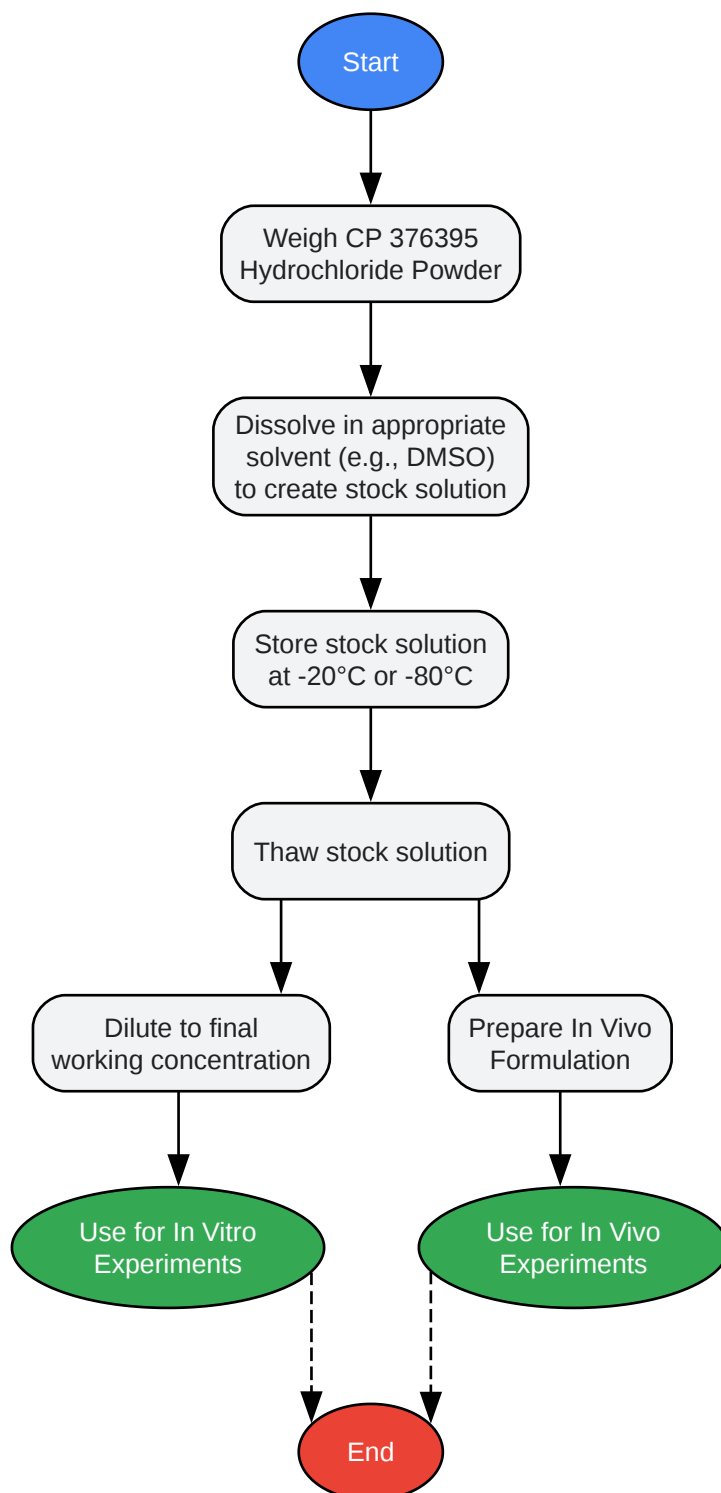 Start
Weigh CP 376395
Hydrochloride Powder
Dissolve in appropriate
solvent (e.g., DMSO)
to create stock solution
Store stock solution
at -20°C or -80°C
Thaw stock solution
Dilute to final
working concentration
Prepare In Vivo
Formulation
Use for In Vitro
Experiments
Use for In Vivo
Experiments
End